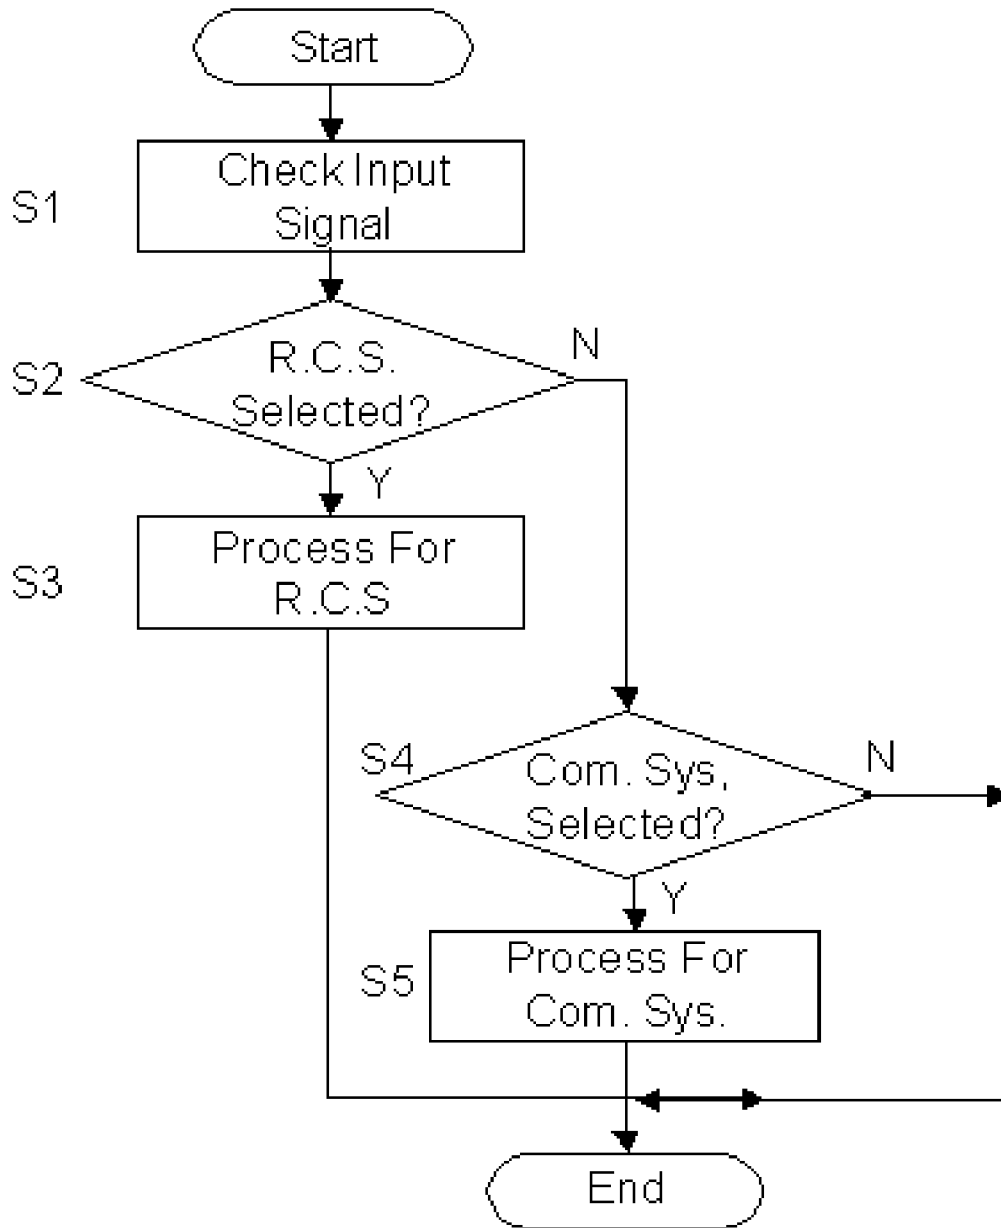 Start
S1
Check Input
Signal
S2
R.C.S.
Selected?
N
Y
S3
Process For
R.C.S
S4
Com. Sys,
Selected?
N
Y
S5
Process For
Com. Sys.
End